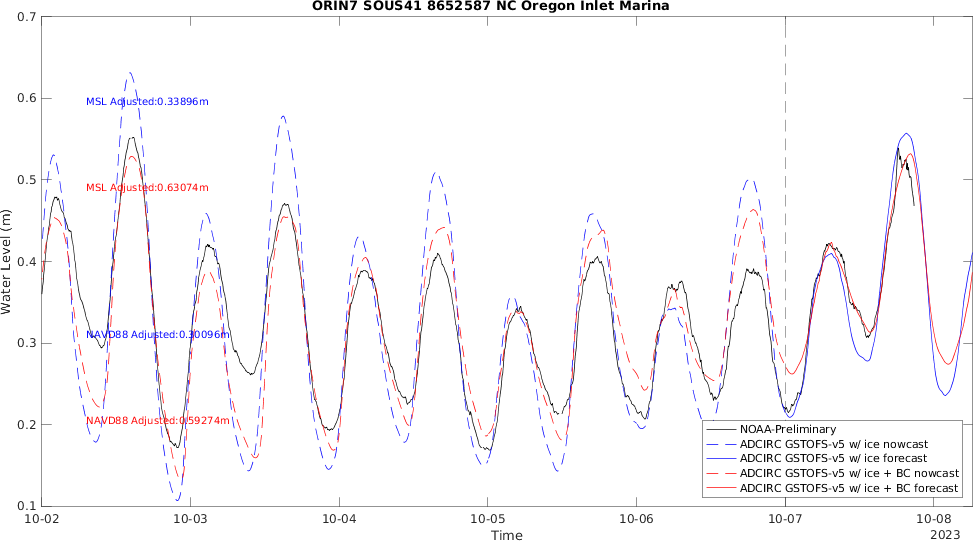 ORIN7 SOUS41 8652587 NC Oregon Inlet Marina
Water Level (m)
0.7
0.6
0.5
0.4
0.3
0.2
0.1
MSL Adjusted:0.33896m
MSL Adjusted:0.63074m
NAVD88 Adjusted:0.30096m
NAVD88 Adjusted:0.59274m
NOAA-Preliminary
ADCIRC GSTOFS-v5 w/ ice nowcast
ADCIRC GSTOFS-v5 w/ ice forecast
ADCIRC GSTOFS-v5 w/ ice + BC nowcast
ADCIRC GSTOFS-v5 w/ ice + BC forecast
10-02 10-03 10-04 10-05 10-06 10-07 10-08
Time
2023